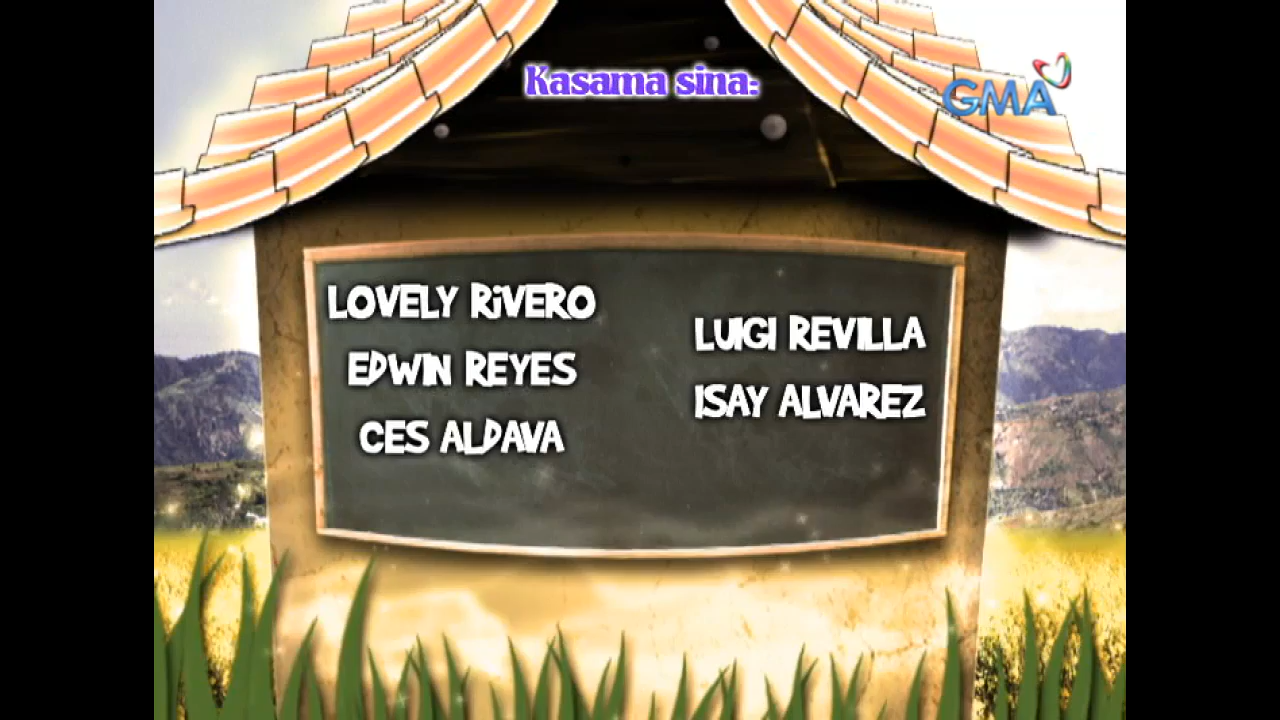 Kasama sina:
GMA
LOVELY RiVERO
EDWIN REYES
CES ALDAVA
LUIGI REVILLA
ISAY ALVAREZ